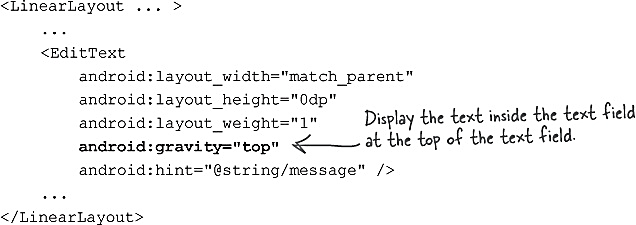 <LinearLayout ... >
...
<EditText
android:layout_width="match_parent"
android:layout_height="0dp"
android:layout_weight="1"
android:gravity="top"
android:hint="@string/message" />
...
</LinearLayout>
Display the text inside the text field
at the top of the text field.